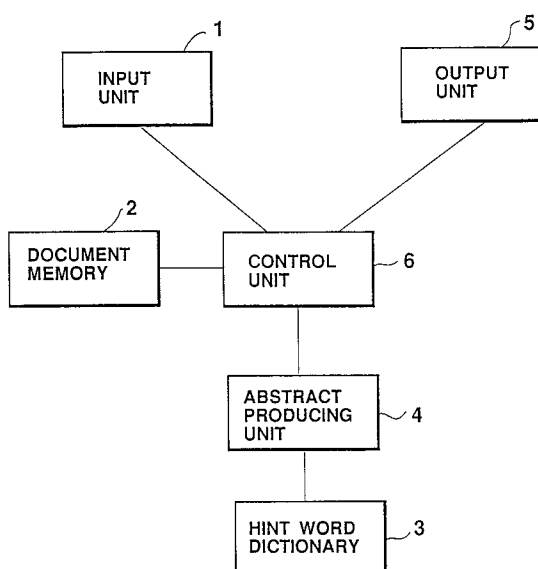 1
INPUT
UNIT
5
OUTPUT
UNIT
2
DOCUMENT
MEMORY
CONTROL
UNIT
6
ABSTRACT
PRODUCING
UNIT
4
HINT WORD
DICTIONARY
3